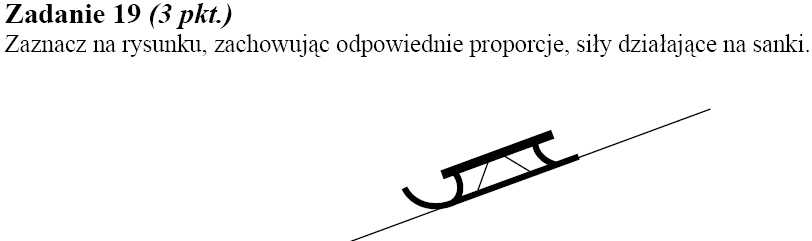 Zadanie 19 (3 pkt.)
Zaznacz na rysunku, zachowując odpowiednie proporcje, siły działające na sanki.